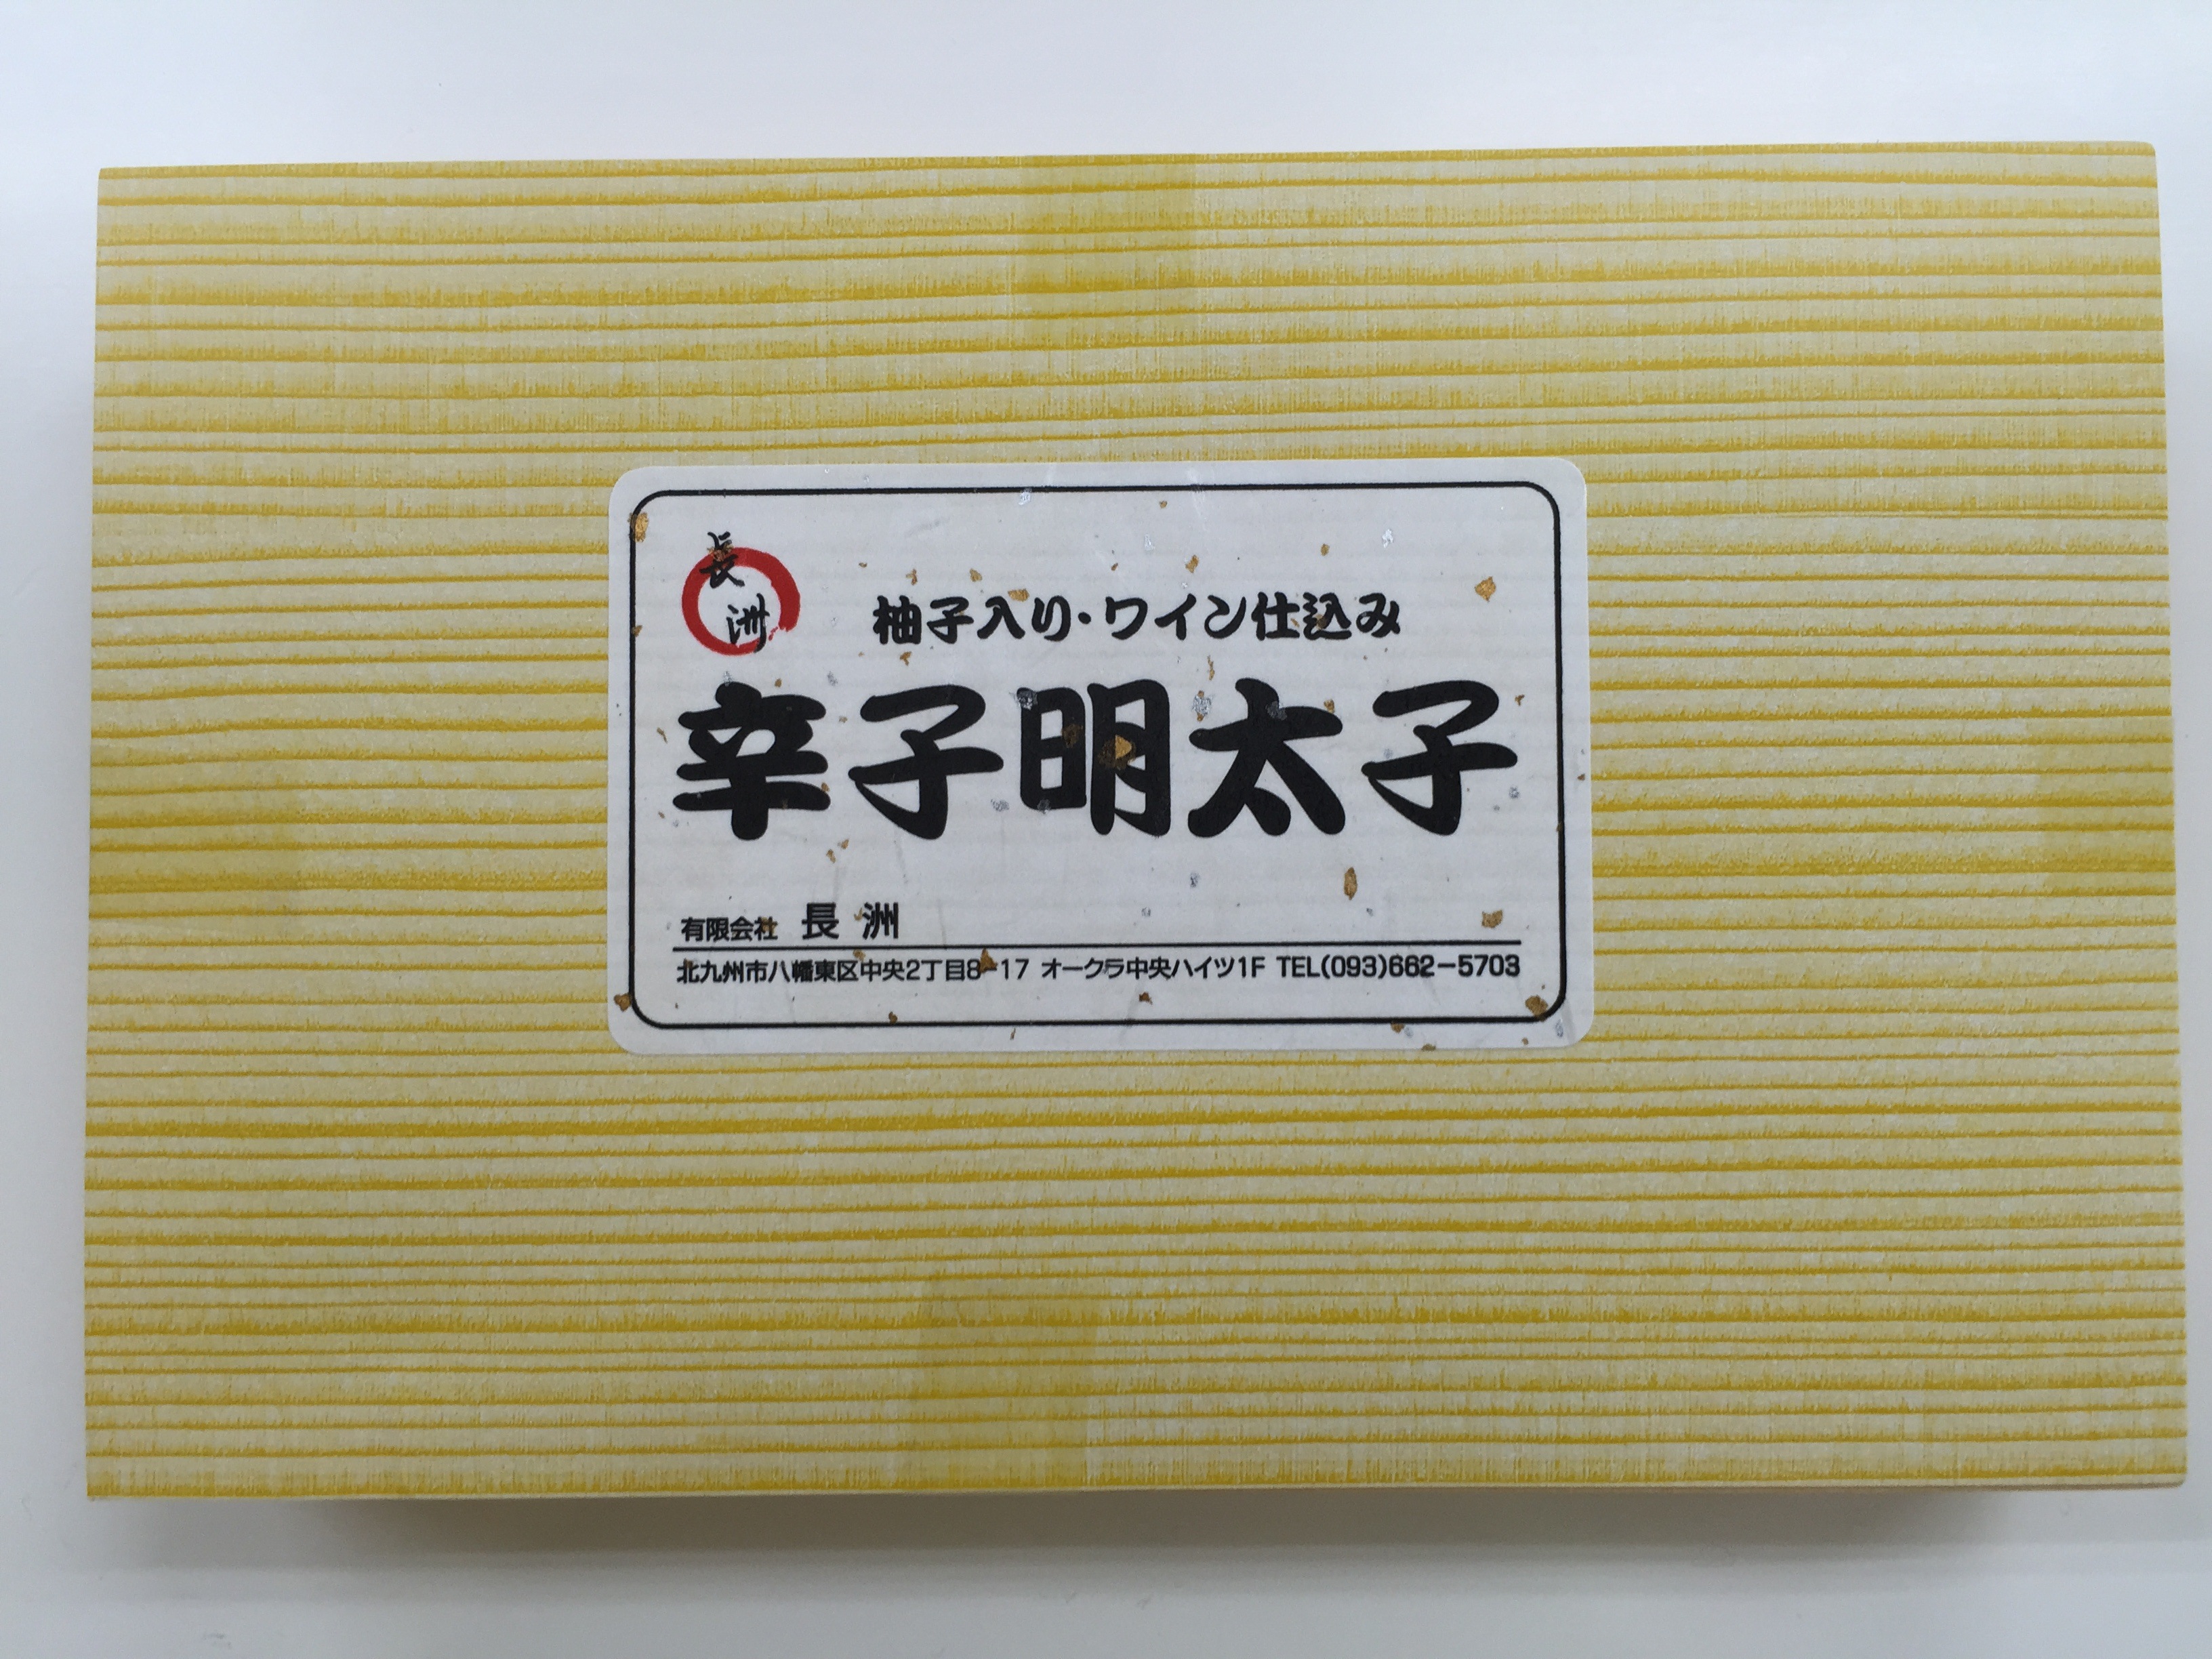 長洲
柚子入り・ワイン仕込み
辛子明太子
有限会社 長洲
北九州市八幡東区中央2丁目8-17 オークラ中央ハイツ1F TEL(093)662-5703